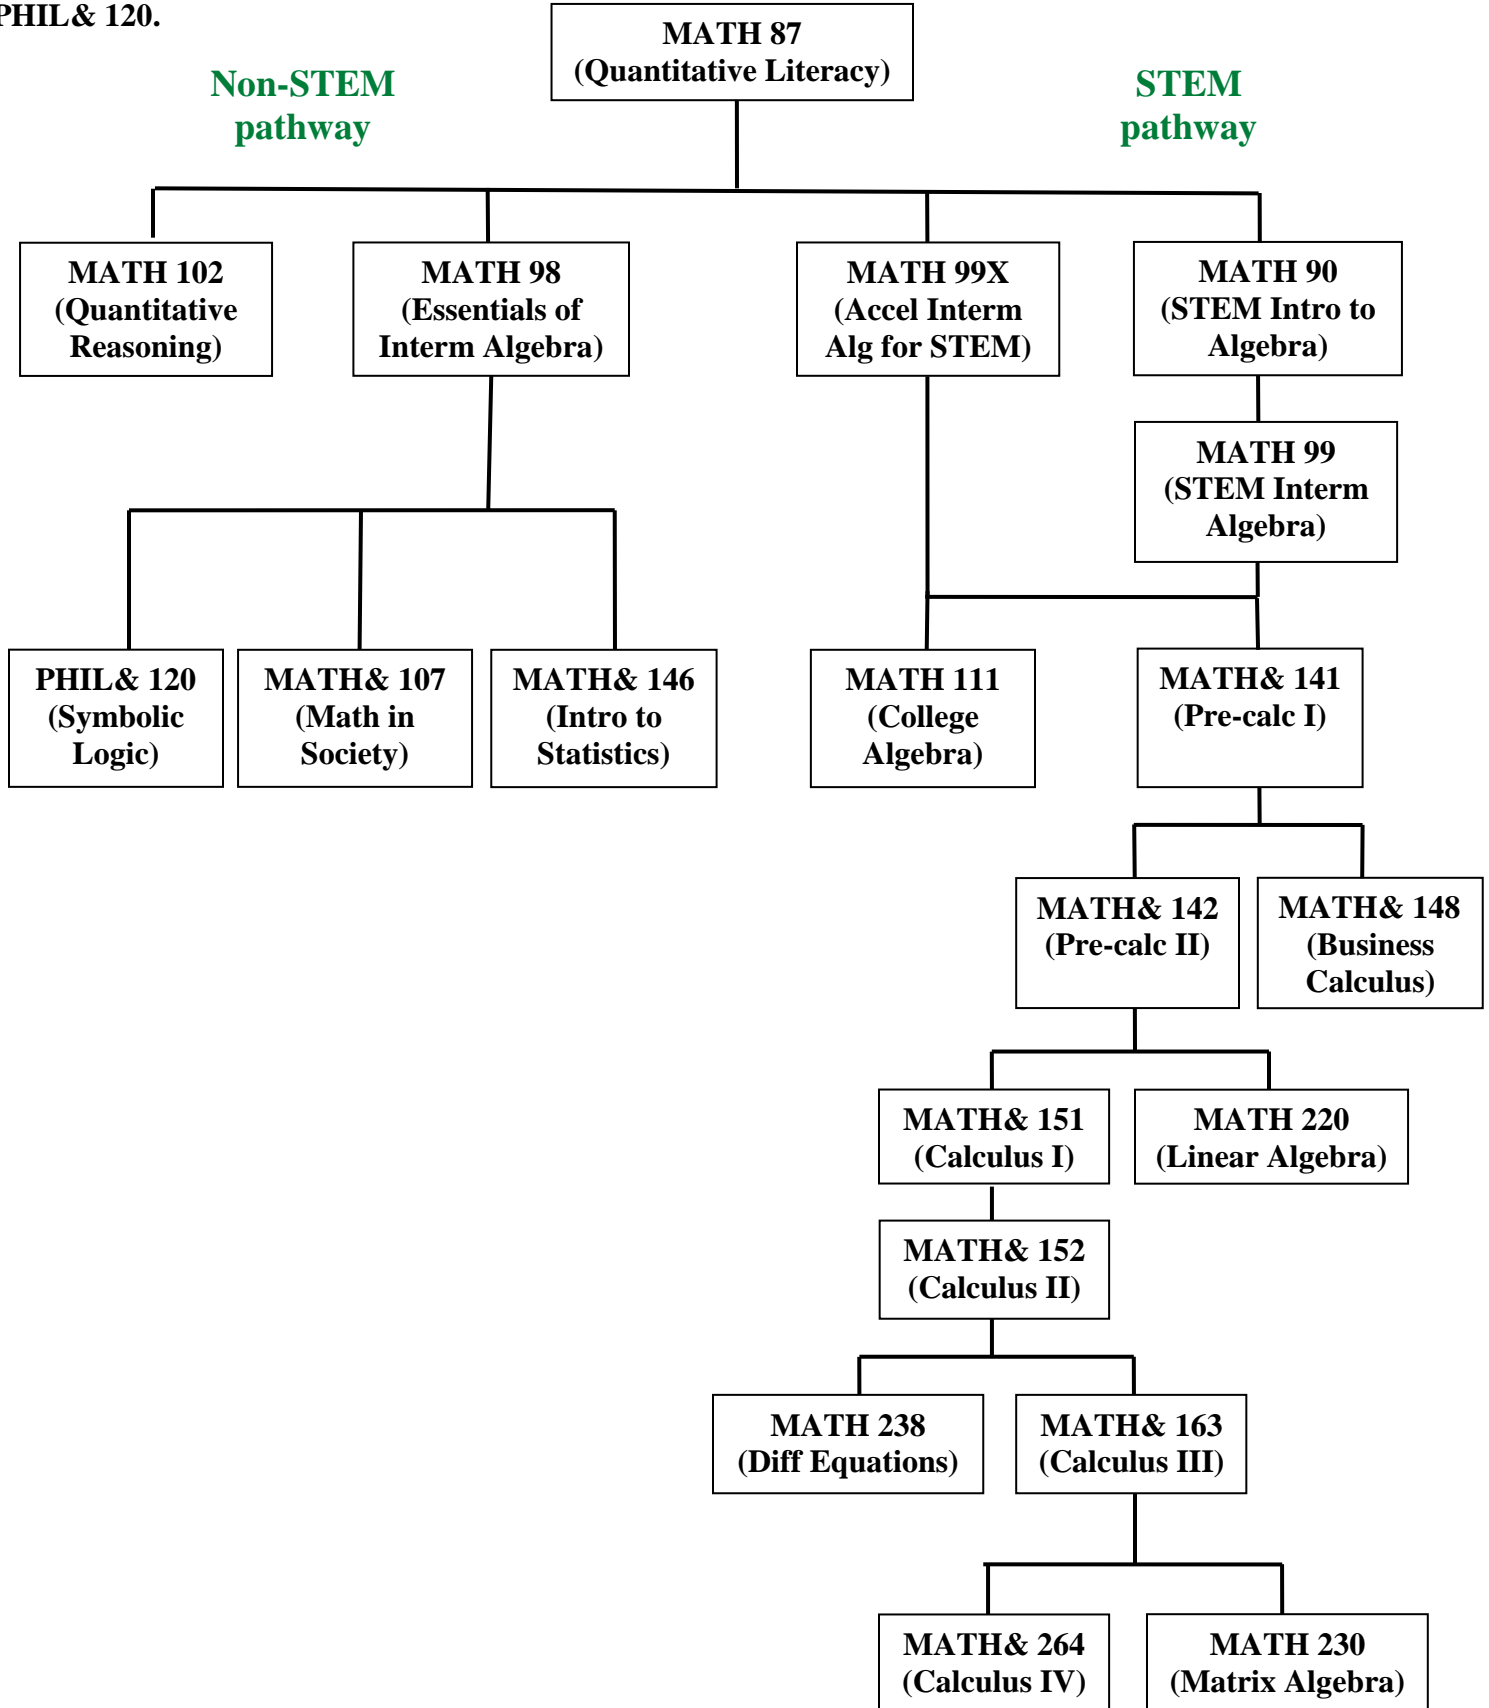 PHIL& 120.
MATH 87
(Quantitative Literacy)
Non-STEM
pathway
STEM
pathway
MATH 102
(Quantitative
Reasoning)
MATH 98
(Essentials of
Interm Algebra)
MATH 99X
(Accel Interm
Alg for STEM)
MATH 90
(STEM Intro to
Algebra)
MATH 99
(STEM Interm
Algebra)
PHIL& 120
(Symbolic
Logic)
MATH& 107
(Math in
Society)
MATH& 146
(Intro to
Statistics)
MATH 111
(College
Algebra)
MATH& 141
(Pre-calc I)
MATH& 142
(Pre-calc II)
MATH& 148
(Business
Calculus)
MATH& 151
(Calculus I)
MATH 220
(Linear Algebra)
MATH& 152
(Calculus II)
MATH 238
(Diff Equations)
MATH& 163
(Calculus III)
MATH& 264
(Calculus IV)
MATH 230
(Matrix Algebra)